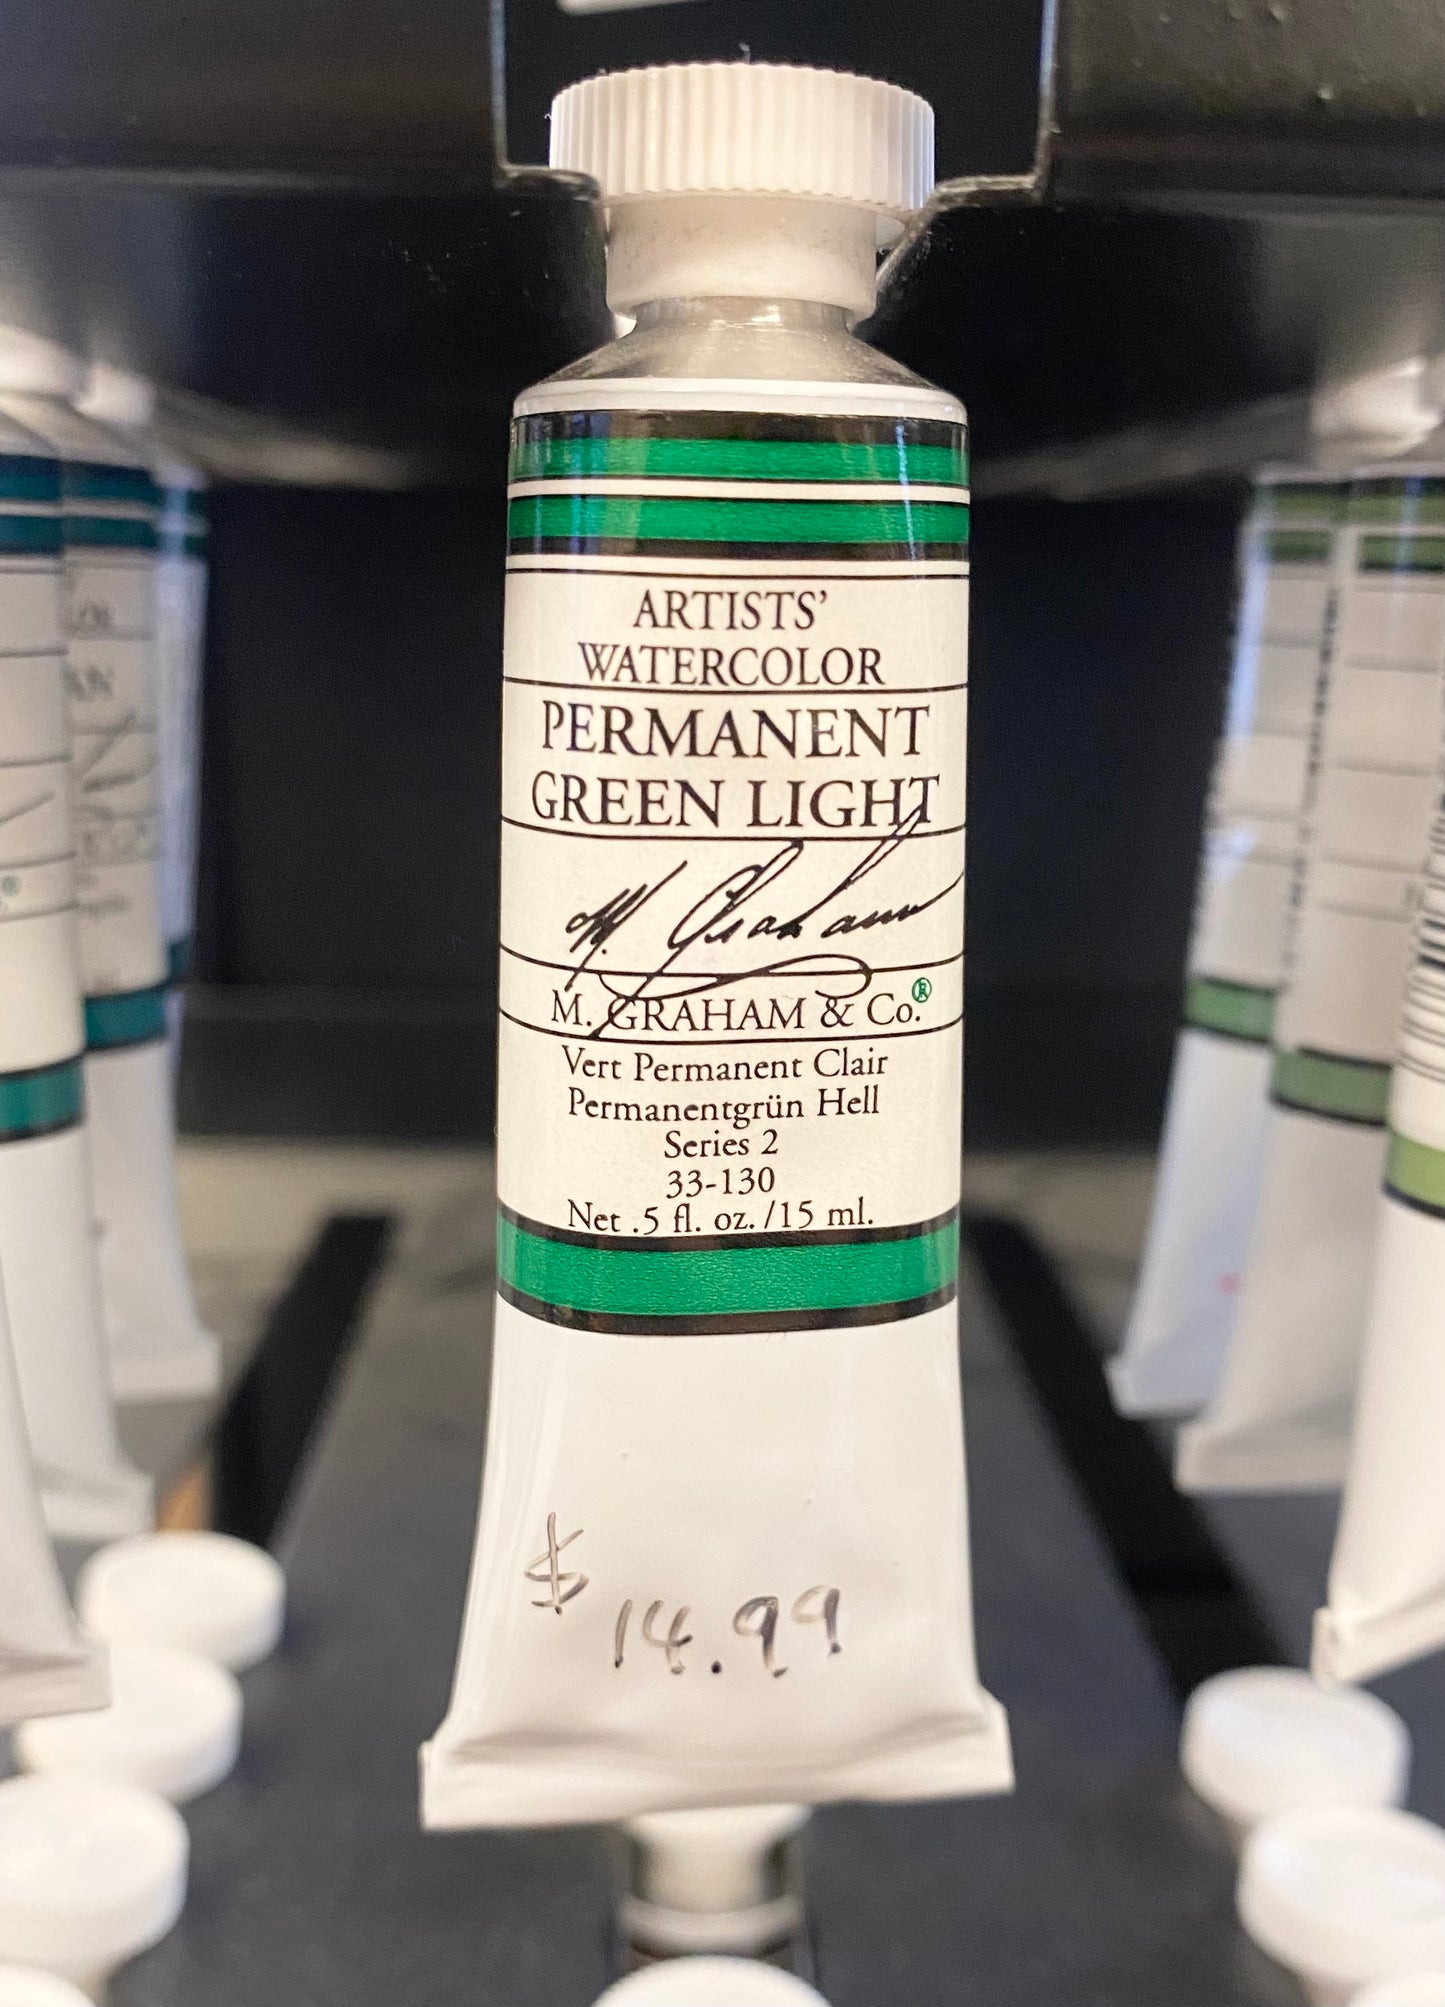 ARTISTS'
WATERCOLOR
PERMANENT
GREEN LIGHT
M. Graham
M. GRAHAM & Co.®
Vert Permanent Clair
Permanentgrün Hell
Series 2
33-130
Net .5 fl. oz./15 ml.
$14.99